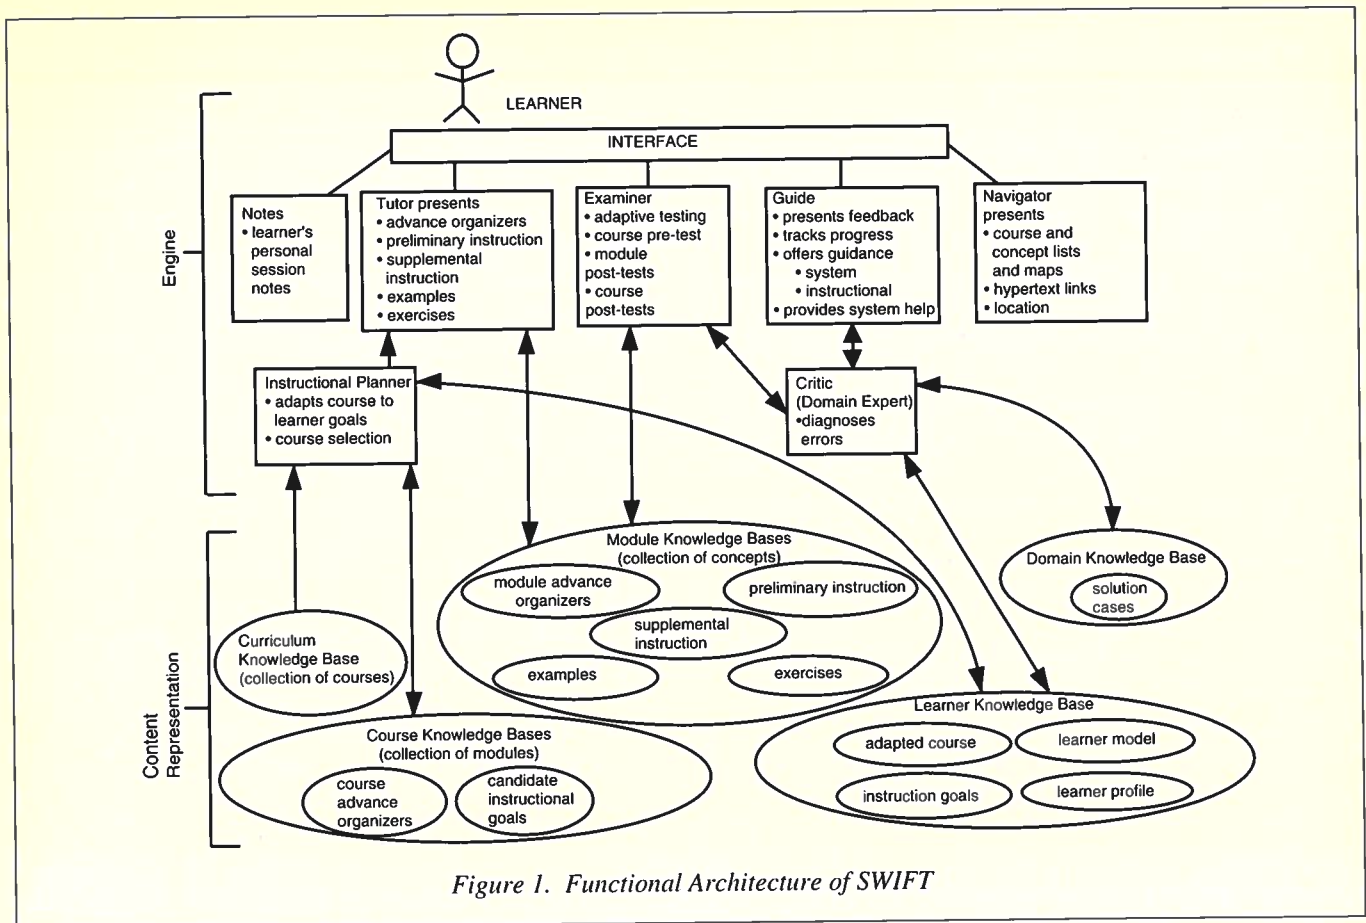 LEARNER
INTERFACE
Engine
Notes
• learner's
personal
session
notes
Tutor presents
• advance organizers
• preliminary instruction
• supplemental
instruction
• examples
• exercises
Examiner
• adaptive testing
• course pre-test
• module
post-tests
• course
post-tests
Guide
• presents feedback
• tracks progress
• offers guidance
• system
• instructional
• provides system help
Navigator
presents
• course and
concept lists
and maps
• hypertext links
• location
Instructional Planner
• adapts course to
learner goals
• course selection
Critic
(Domain Expert)
•diagnoses
errors
Content
Representation
Module Knowledge Bases
(collection of concepts)
module advance
organizers
preliminary instruction
supplemental
instruction
examples
exercises
Domain Knowledge Base
solution
cases
Curriculum
Knowledge Base
(collection of courses)
Course Knowledge Bases
(collection of modules)
course
advance
organizers
candidate
instructional
goals
Learner Knowledge Base
adapted course
learner model
instruction goals
learner profile
Figure 1. Functional Architecture of SWIFT